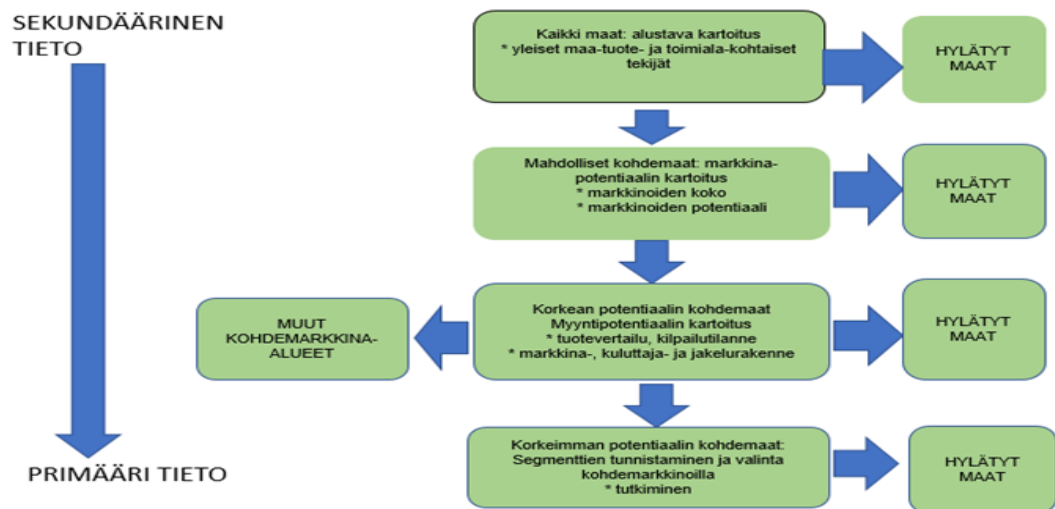 SEKUNDÄÄRINEN
TIETO
Kaikki maat: alustava kartoitus
* yleiset maa-tuote- ja toimiala-kohtaiset
tekijät
HYLÄTYT
MAAT
Mahdolliset kohdemaat: markkina-
potentiaalin kartoitus
* markkinoiden koko
* markkinoiden potentiaali
HYLÄTYT
MAAT
MUUT
KOHDEMARKKINA-
ALUEET
Korkean potentiaalin kohdemaat
Myyntipotentiaalin kartoitus
* tuotevertailu, kilpailutilanne
* markkina-, kuluttaja- ja jakelurakenne
HYLÄTYT
MAAT
PRIMÄÄRI TIETO
Korkeimman potentiaalin kohdemaat:
Segmenttien tunnistaminen ja valinta
kohdemarkkinoilla
* tutkiminen
HYLÄTYT
MAAT